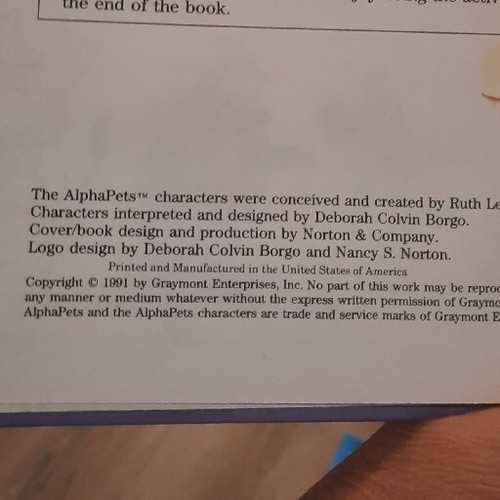 the end of the book.
The AlphaPets™ characters were conceived and created by Ruth
Characters interpreted and designed by Deborah Colvin Borgo.
Cover/book design and production by Norton & Company.
Logo design by Deborah Colvin Borgo and Nancy S. Norton.
Printed and Manufactured in the United States of America
Copyright © 1991 by Graymont Enterprises, Inc. No part of this work may be
any manner or medium whatever without the express written permission of
AlphaPets and the AlphaPets characters are trade and service marks of Graymont